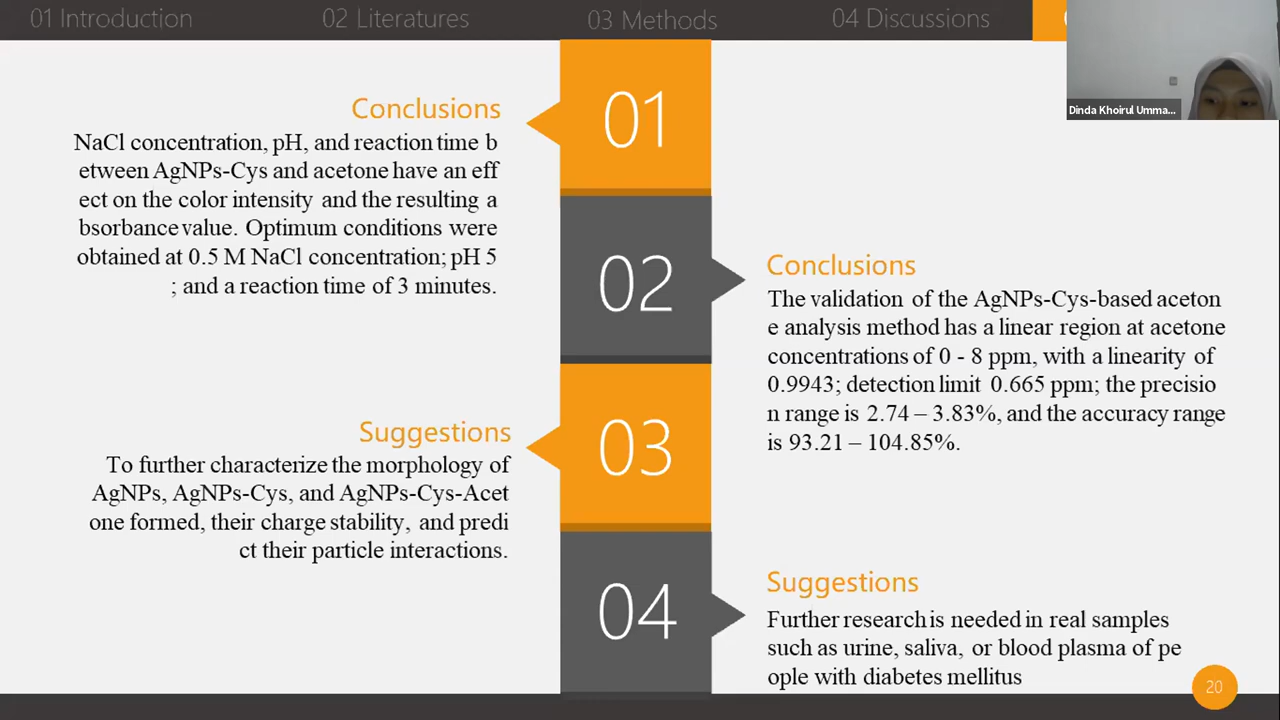 01 Introduction
02 Literatures
03 Methods
04 Discussions
Dinda Khoirul Umma...
01
Conclusions
NaCl concentration, pH, and reaction time b
etween AgNPs-Cys and acetone have an eff
ect on the color intensity and the resulting a
bsorbance value. Optimum conditions were
obtained at 0.5 M NaCl concentration; pH 5
; and a reaction time of 3 minutes.
02
Conclusions
The validation of the AgNPs-Cys-based aceton
e analysis method has a linear region at acetone
concentrations of 0 - 8 ppm, with a linearity of
0.9943; detection limit 0.665 ppm; the precisio
n range is 2.74 – 3.83%, and the accuracy range
is 93.21 – 104.85%.
03
Suggestions
To further characterize the morphology of
AgNPs, AgNPs-Cys, and AgNPs-Cys-Acet
one formed, their charge stability, and predi
ct their particle interactions.
04
Suggestions
Further research is needed in real samples
such as urine, saliva, or blood plasma of pe
ople with diabetes mellitus
20